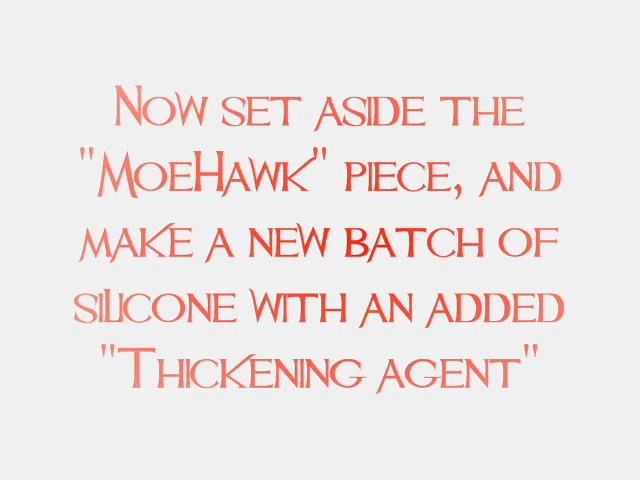 Now set aside the
"MoeHawk" piece, and
make a new batch of
silicone with an added
"Thickening agent"